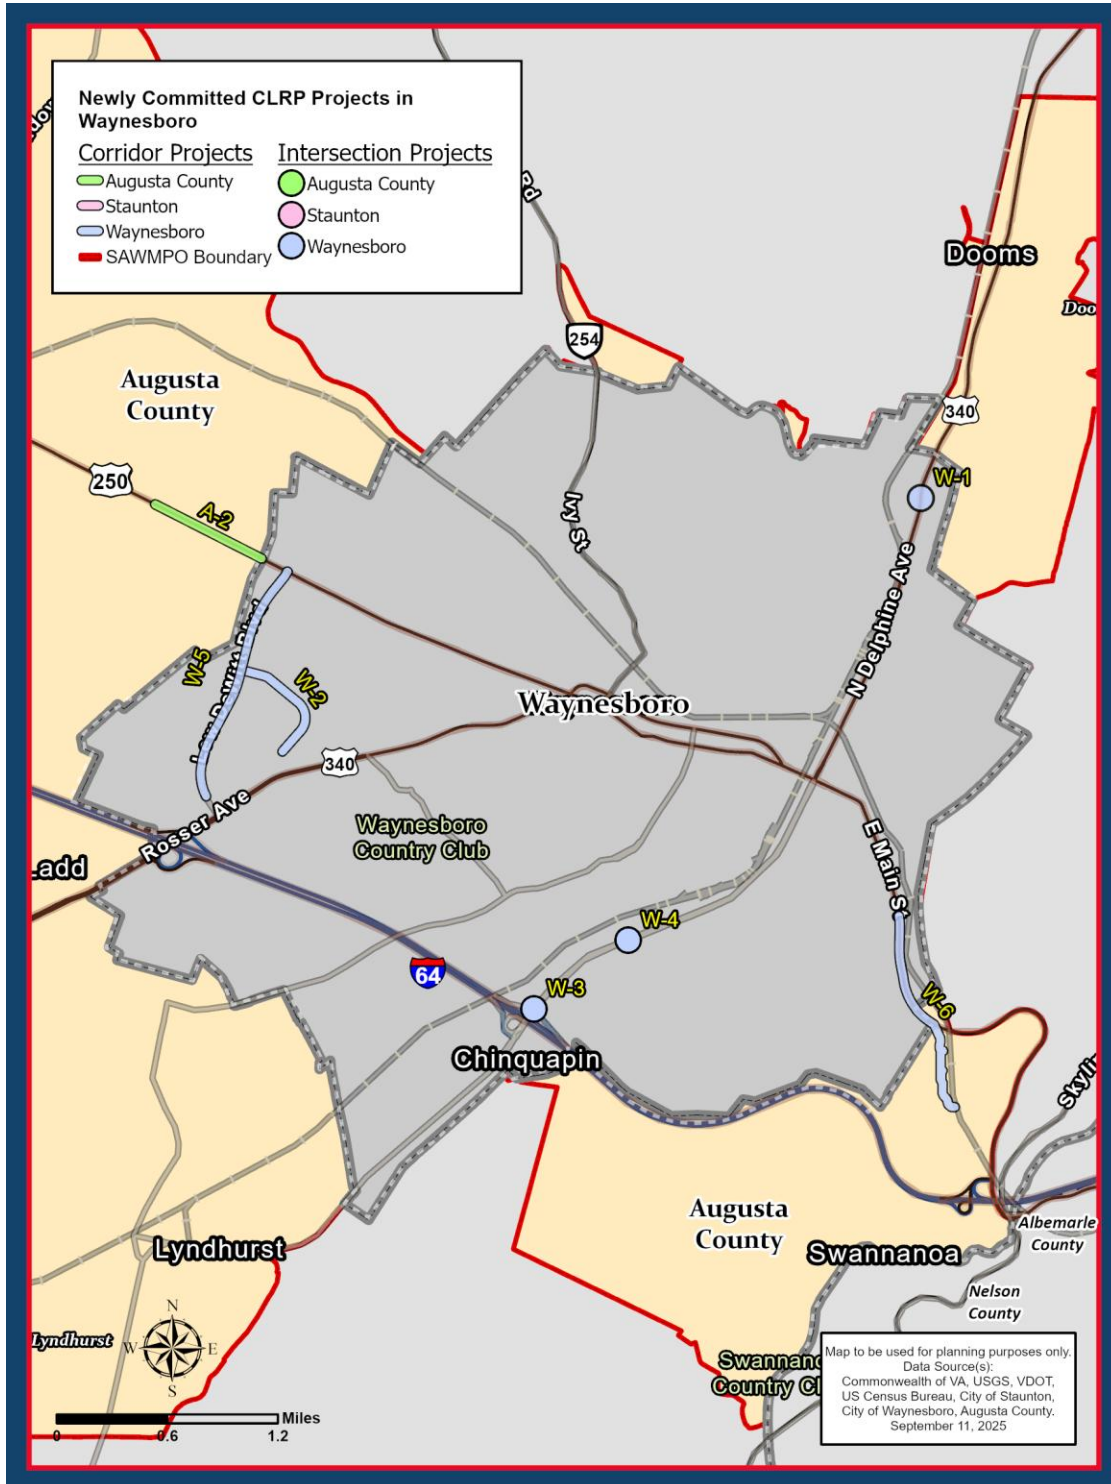 Newly Committed CLRP Projects in
Waynesboro
Corridor Projects
Intersection Projects
Augusta County
Augusta County
Staunton
Staunton
Waynesboro
Waynesboro
SAWMPO Boundary
Rd
Dooms
254
Augusta
County
340
250
W-1
A-2
Ivy St
N Delphine Ave
W-5
W-2
Waynesboro
340
Rosser Ave
Waynesboro
Country Club
Ladd
E Main St
W-4
64
W-3
W-6
Chinquapin
Augusta
County
Albemarle
County
Lyndhurst
Swannanoa
Nelson
County
N
W
E
S
Lyndhurst
Map to be used for planning purposes only.
Data Source(s):
Commonwealth of VA, USGS, VDOT,
US Census Bureau, City of Staunton,
City of Waynesboro, Augusta County.
September 11, 2025
Country
Miles
0
0.6
1.2